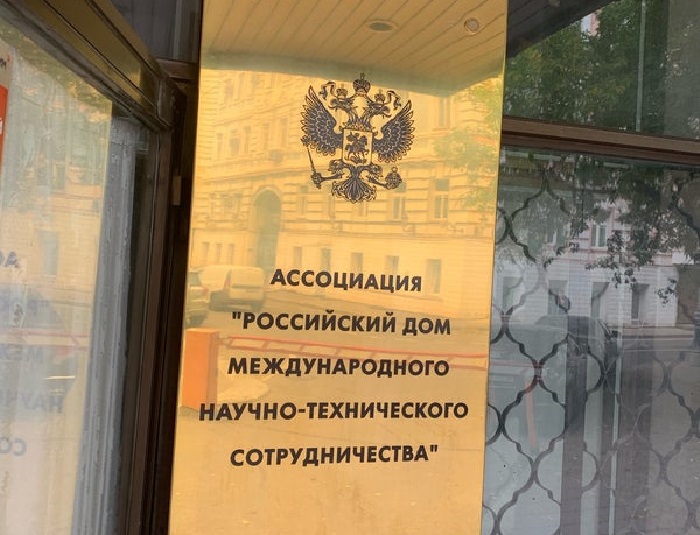 АССОЦИАЦИЯ
"РОССИЙСКИЙ ДОМ
МЕЖДУНАРОДНОГО
НАУЧНО-ТЕХНИЧЕСКОГО
СОТРУДНИЧЕСТВА"